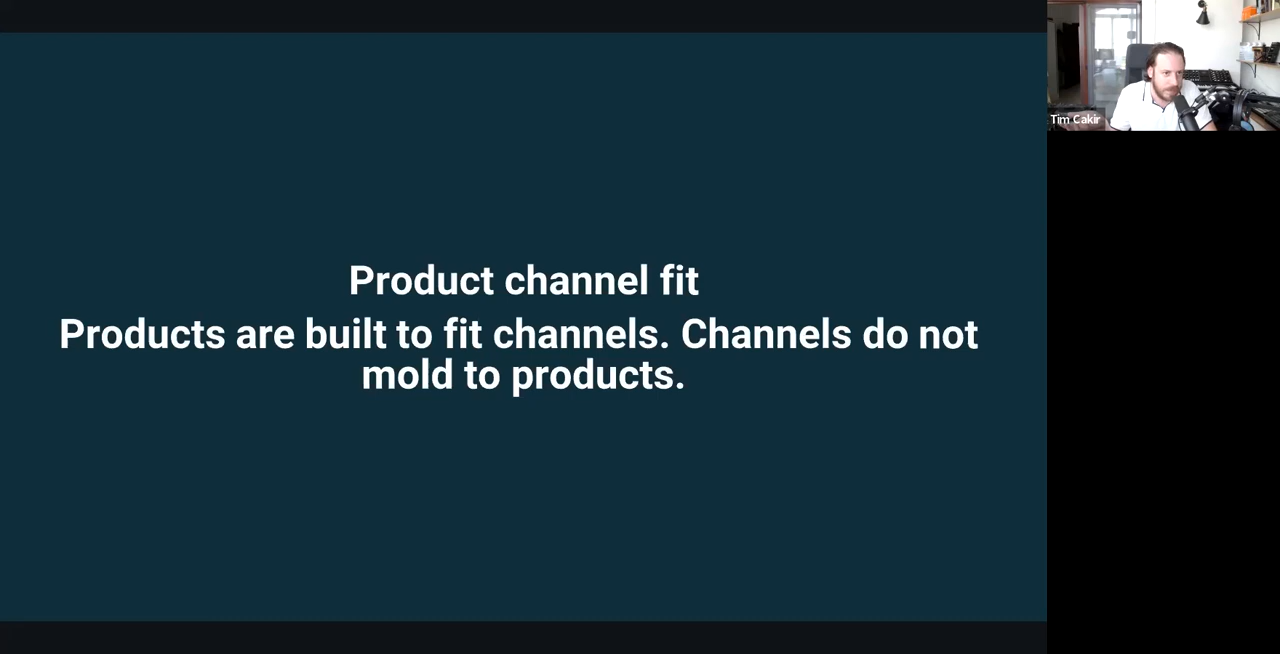 Product channel fit
Products are built to fit channels. Channels do not
mold to products.
Tim Cakir